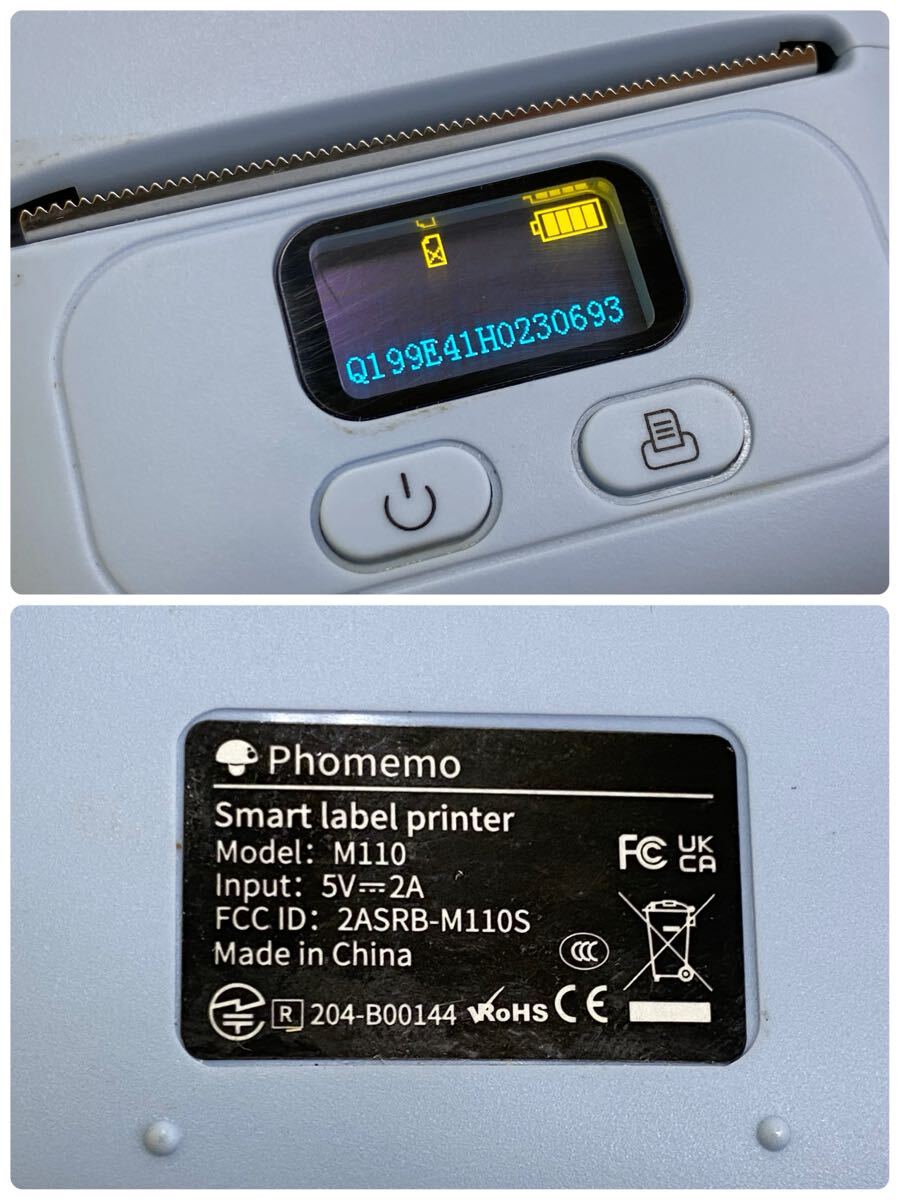 Q199E41H0230693
Phomemo
Smart label printer
Model: M110
Input: 5V⎓2A
FCC ID: 2ASRB-M110S
Made in China
FC
UK
CA
CCC
R 204-B00144 RoHS CE